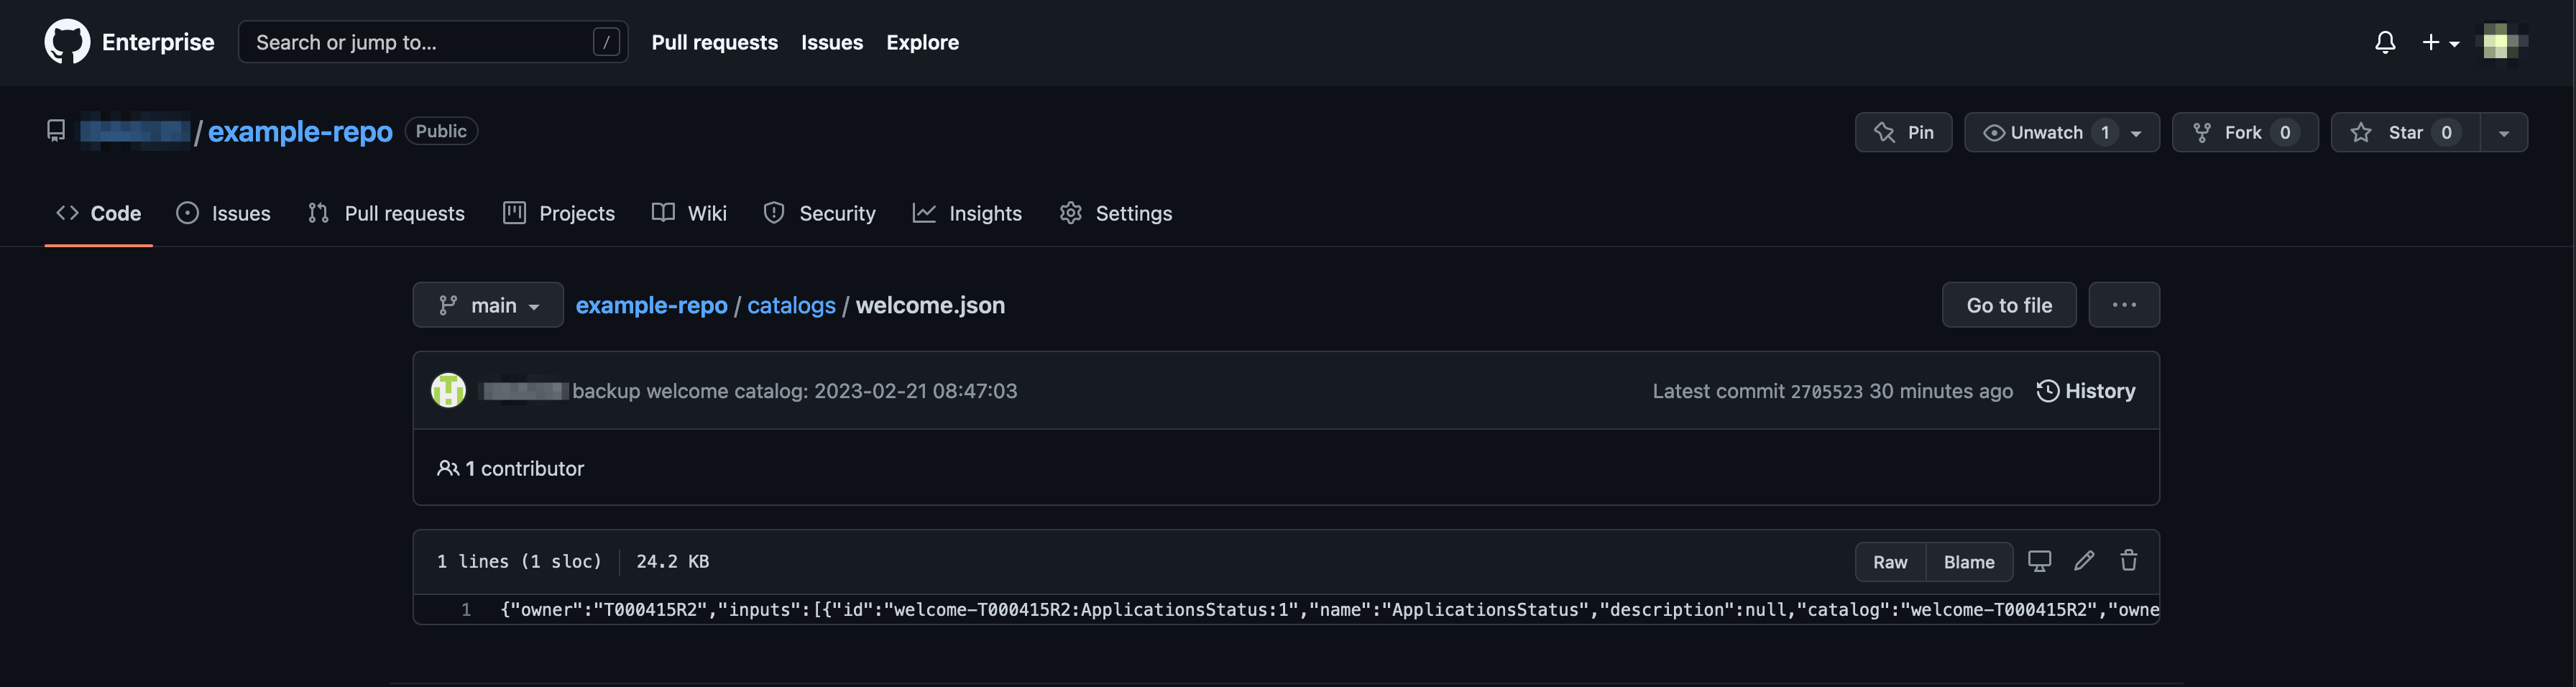 Enterprise Search or jump to... / Pull requests Issues Explore
/ example-repo Public Pin Unwatch 1 Fork 0 Star 0
Code Issues Pull requests Projects Wiki Security Insights Settings
main example-repo / catalogs / welcome.json Go to file ...
backup welcome catalog: 2023-02-21 08:47:03 Latest commit 2705523 30 minutes ago History
1 contributor
1 lines (1 sloc) 24.2 KB Raw Blame
1 {"owner":"T000415R2","inputs":[{"id":"welcome-T000415R2:ApplicationsStatus:1","name":"ApplicationsStatus","description":null,"catalog":"welcome-T000415R2","owne